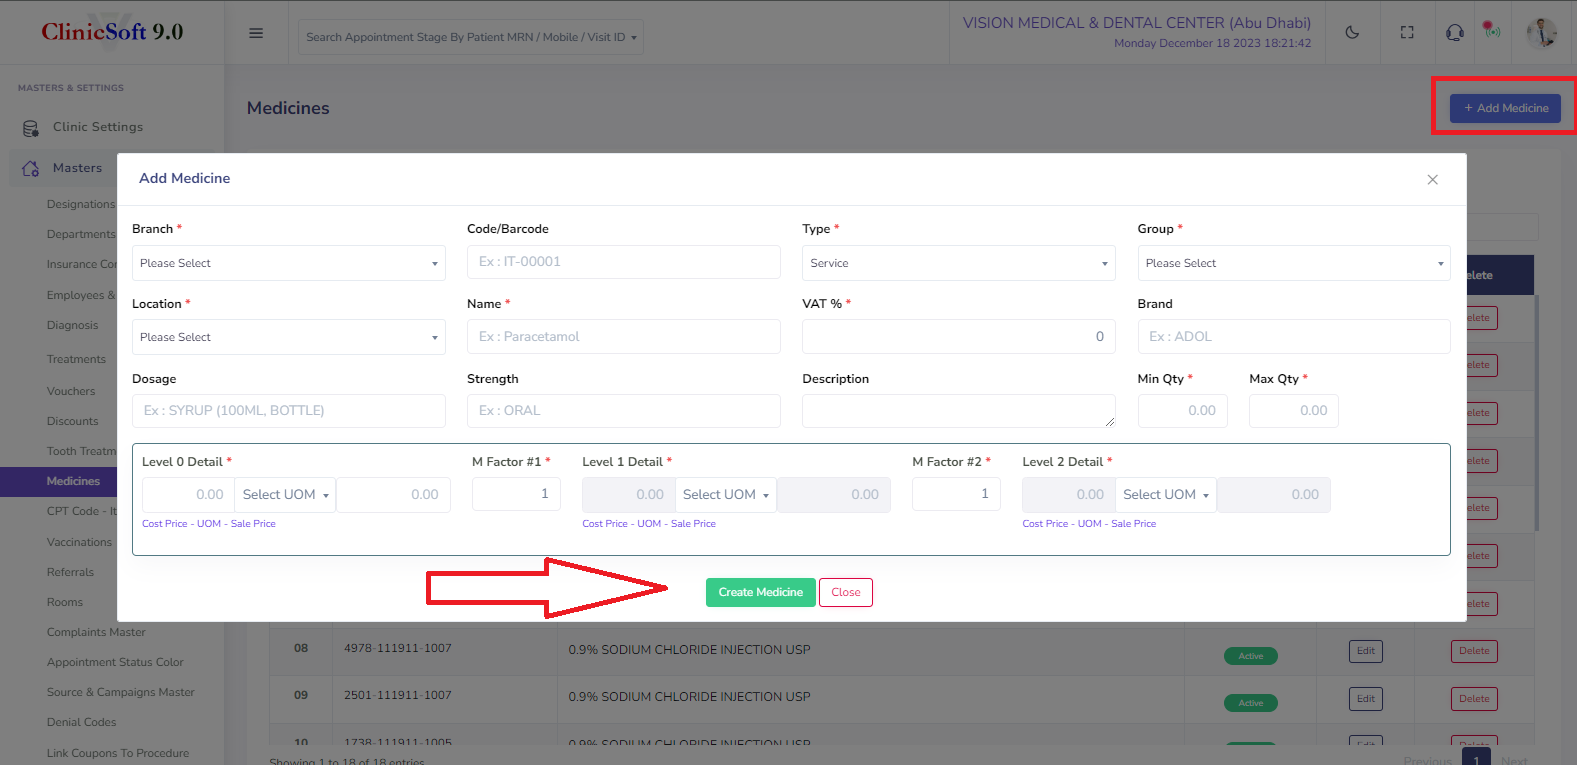 ClinicSoft 9.0
Search Appointment Stage By Patient MRN / Mobile / Visit ID
VISION MEDICAL & DENTAL CENTER (Abu Dhabi)
Monday December 18 2023 18:21:42
MASTERS & SETTINGS
Clinic Settings
Masters
Designations
Departments
Insurance Co
Employees &
Diagnosis
Treatments
Vouchers
Discounts
Tooth Treatm
Medicines
CPT Code - It
Vaccinations
Referrals
Rooms
Complaints Master
Appointment Status Color
Source & Campaigns Master
Denial Codes
Link Coupons To Procedure
Medicines
+ Add Medicine
Add Medicine
Branch * Code/Barcode Type * Group *
Please Select Ex : IT-00001 Service Please Select
Location * Name * VAT % * Brand
Please Select Ex : Paracetamol 0 Ex : ADOL
Dosage Strength Description Min Qty * Max Qty *
Ex : SYRUP (100ML, BOTTLE) Ex : ORAL 0.00 0.00
Level 0 Detail * M Factor #1 * Level 1 Detail * M Factor #2 * Level 2 Detail *
0.00 Select UOM 0.00 1 0.00 Select UOM 0.00 1 0.00 Select UOM 0.00
Cost Price - UOM - Sale Price Cost Price - UOM - Sale Price Cost Price - UOM - Sale Price
Create Medicine Close
elete
elete
elete
elete
elete
elete
elete
elete
08 4978-111911-1007 0.9% SODIUM CHLORIDE INJECTION USP Active Edit Delete
09 2501-111911-1007 0.9% SODIUM CHLORIDE INJECTION USP Active Edit Delete
10 1738-111911-1005 0.9% SODIUM CHLORIDE INJECTION USP Edit Delete
Showing 1 to 18 of 18 entries
Previous 1 Next